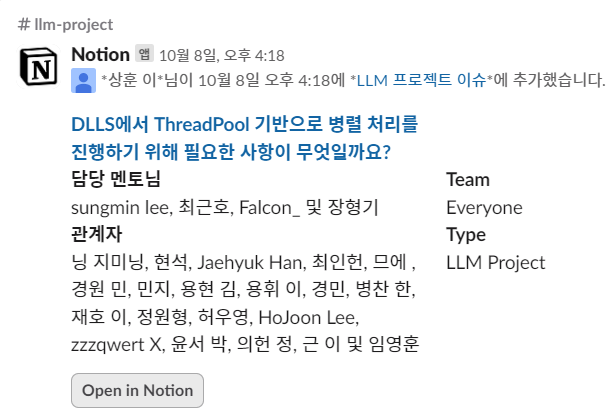 # llm-project
Notion 앱 10월 8일, 오후 4:18
*상훈 이*님이 10월 8일 오후 4:18에 *LLM 프로젝트 이슈*에 추가했습니다.
DLLS에서 ThreadPool 기반으로 병렬 처리를
진행하기 위해 필요한 사항이 무엇일까요?
담당 멘토님
sungmin lee, 최근호, Falcon_ 및 장형기
Team
Everyone
관계자
닝 지미닝, 현석, Jaehyuk Han, 최인헌, 므에 ,
경원 민, 민지, 용현 김, 용휘 이, 경민, 병찬 한,
재호 이, 정원형, 허우영, HoJoon Lee,
zzzqwert X, 윤서 박, 의헌 정, 근 이 및 임영훈
Type
LLM Project
Open in Notion